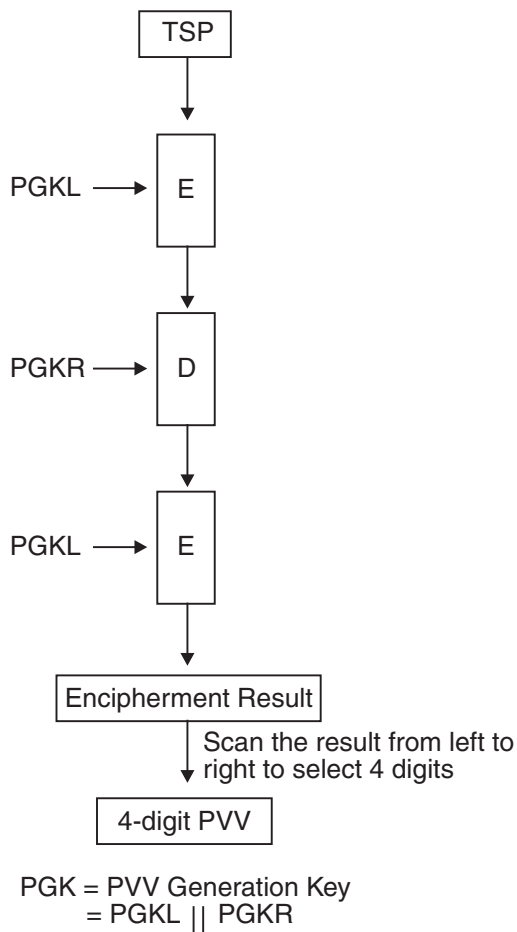 TSP
PGKL
E
PGKR
D
PGKL
E
Encipherment Result
Scan the result from left to
right to select 4 digits
4-digit PVV
PGK = PVV Generation Key
= PGKL || PGKR